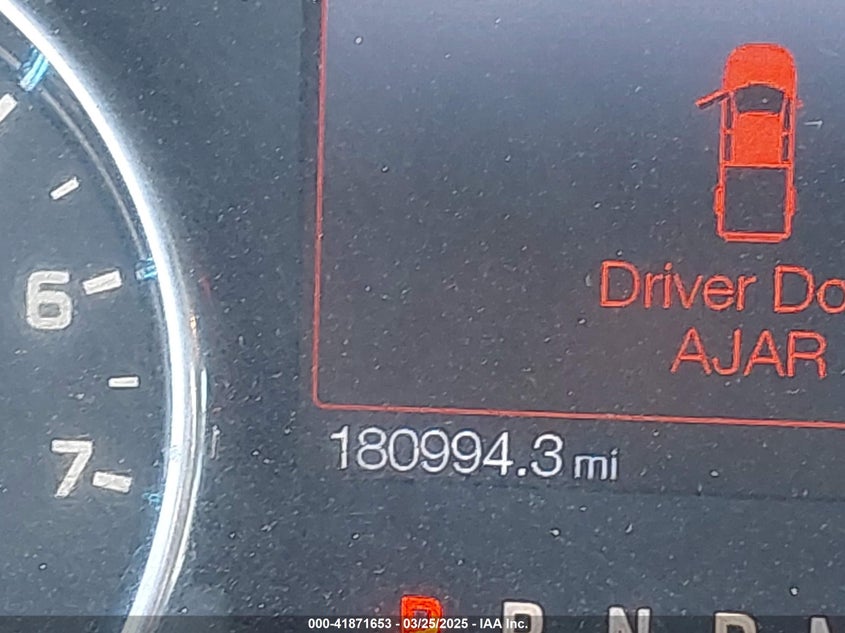 6
7
Driver Do
AJAR
180994.3 mi
P R N D
000-41871653 - 03/25/2025 - IAA Inc.